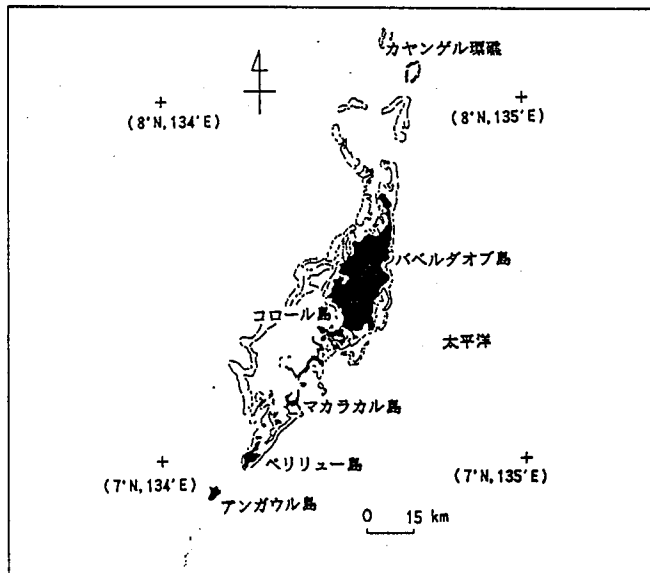 カヤンゲル環礁
(8°N,134°E)
(8°N,135°E)
バベルダオブ島
コロール島
太平洋
マカラカル島
ペリリュー島
(7°N,134°E)
(7°N,135°E)
アンガウル島
0 15 km